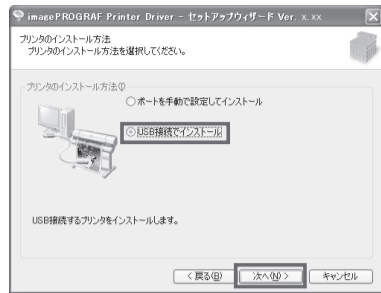 imagePROGRAF Printer Driver - セットアップウィザード Ver. x.xx
プリンタのインストール方法
プリンタのインストール方法を選択してください。
プリンタのインストール方法①
ポートを手動で設定してインストール
USB接続でインストール
USB接続するプリンタをインストールします。
< 戻る(B)
次へ(N) >
キャンセル